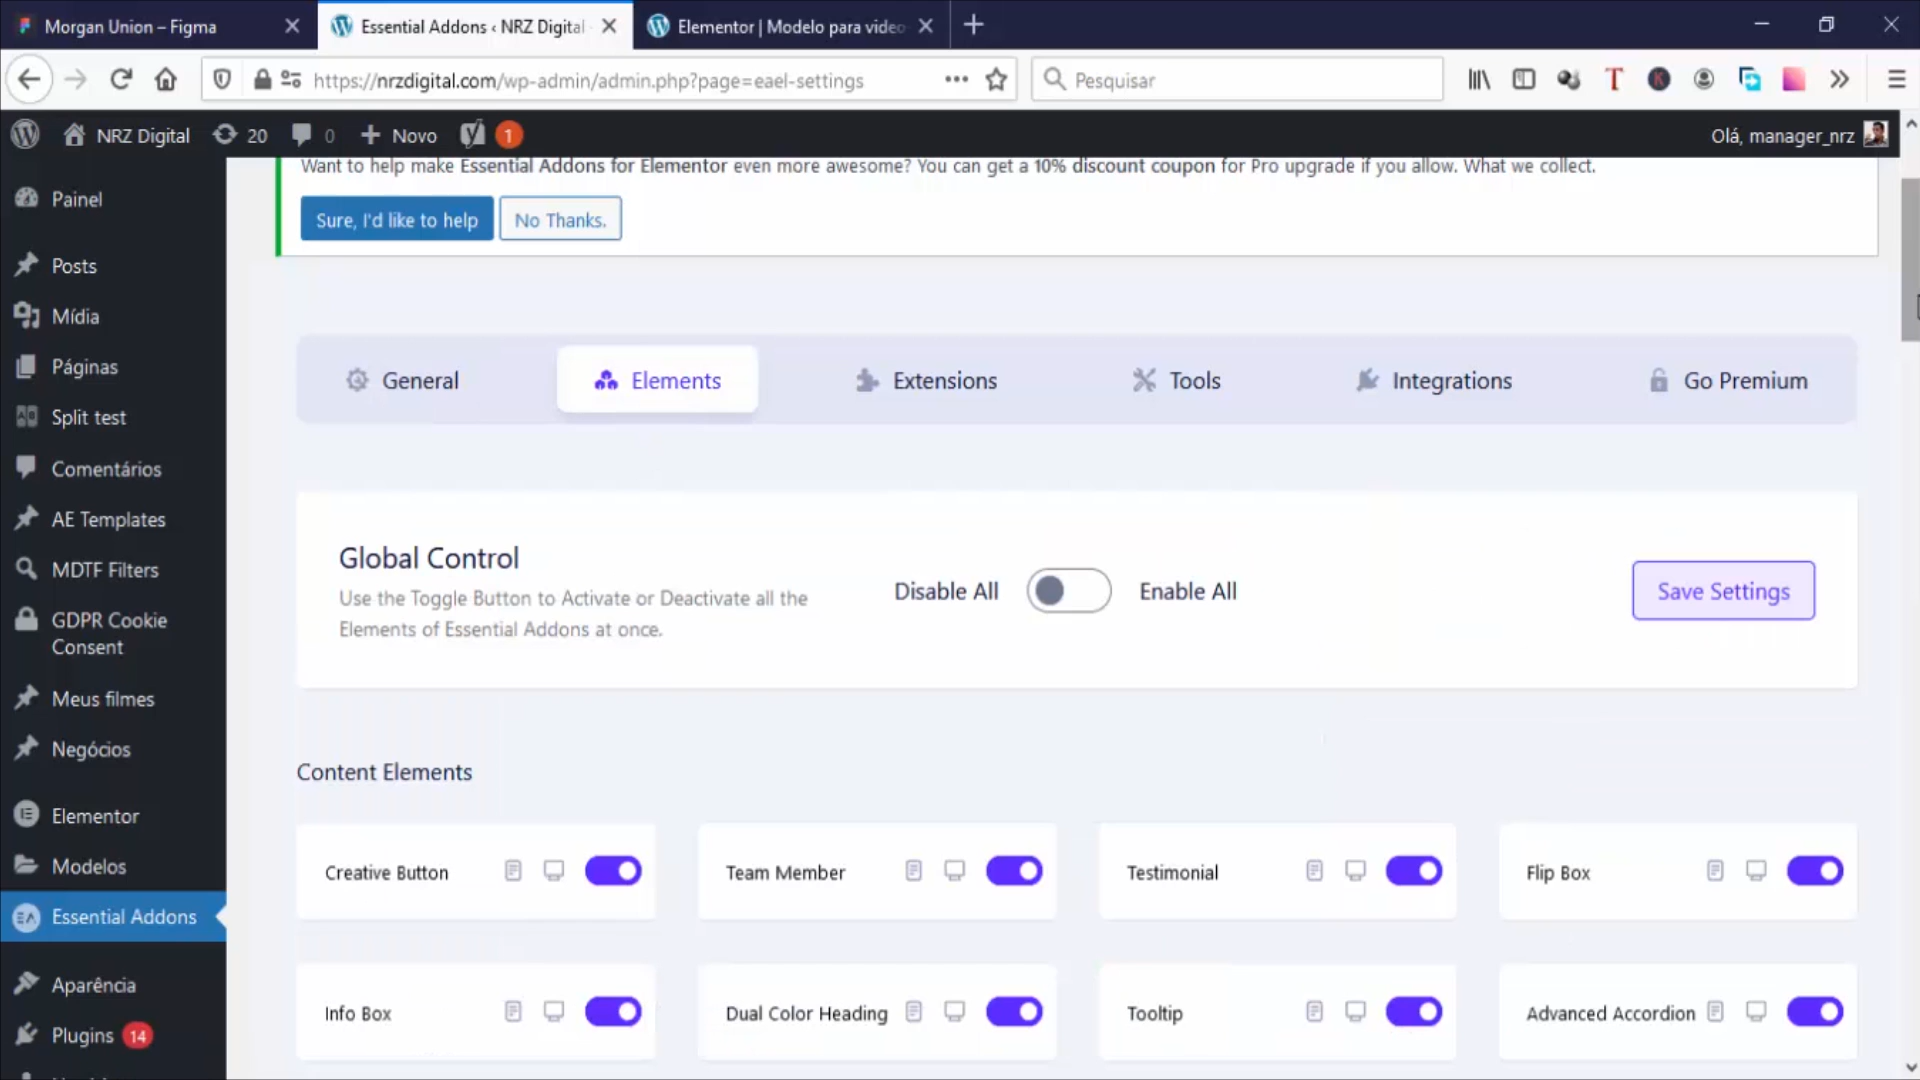 Morgan Union – Figma
Essential Addons ‹ NRZ Digital
Elementor | Modelo para video
https://nrzdigital.com/wp-admin/admin.php?page=eael-settings
Pesquisar
NRZ Digital
20
0
Novo
1
Olá, manager_nrz
Want to help make Essential Addons for Elementor even more awesome? You can get a 10% discount coupon for Pro upgrade if you allow. What we collect.
Sure, I'd like to help
No Thanks.
Painel
Posts
Mídia
Páginas
Split test
Comentários
AE Templates
MDTF Filters
GDPR Cookie
Consent
Meus filmes
Negócios
Elementor
Modelos
Essential Addons
Aparência
Plugins 14
General
Elements
Extensions
Tools
Integrations
Go Premium
Global Control
Use the Toggle Button to Activate or Deactivate all the
Elements of Essential Addons at once.
Disable All
Enable All
Save Settings
Content Elements
Creative Button
Team Member
Testimonial
Flip Box
Info Box
Dual Color Heading
Tooltip
Advanced Accordion